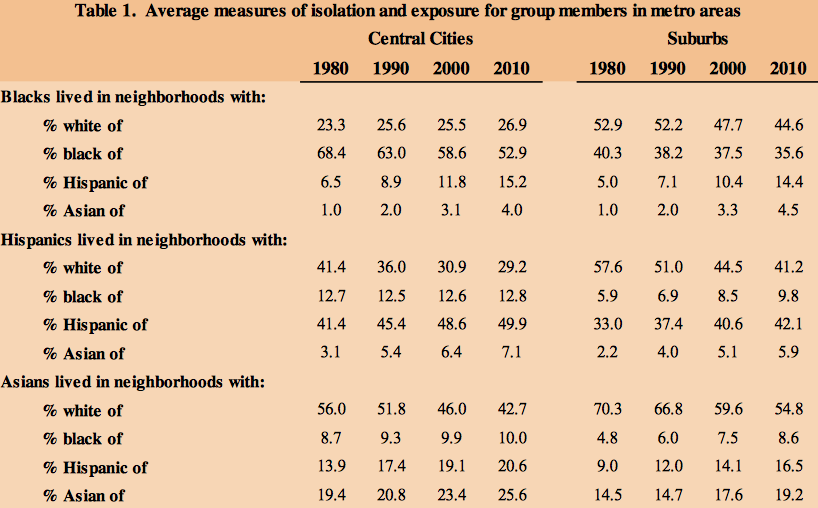 Table 1. Average measures of isolation and exposure for group members in metro areas
Central Cities Suburbs
1980 1990 2000 2010 1980 1990 2000 2010
Blacks lived in neighborhoods with:
% white of 23.3 25.6 25.5 26.9 52.9 52.2 47.7 44.6
% black of 68.4 63.0 58.6 52.9 40.3 38.2 37.5 35.6
% Hispanic of 6.5 8.9 11.8 15.2 5.0 7.1 10.4 14.4
% Asian of 1.0 2.0 3.1 4.0 1.0 2.0 3.3 4.5
Hispanics lived in neighborhoods with:
% white of 41.4 36.0 30.9 29.2 57.6 51.0 44.5 41.2
% black of 12.7 12.5 12.6 12.8 5.9 6.9 8.5 9.8
% Hispanic of 41.4 45.4 48.6 49.9 33.0 37.4 40.6 42.1
% Asian of 3.1 5.4 6.4 7.1 2.2 4.0 5.1 5.9
Asians lived in neighborhoods with:
% white of 56.0 51.8 46.0 42.7 70.3 66.8 59.6 54.8
% black of 8.7 9.3 9.9 10.0 4.8 6.0 7.5 8.6
% Hispanic of 13.9 17.4 19.1 20.6 9.0 12.0 14.1 16.5
% Asian of 19.4 20.8 23.4 25.6 14.5 14.7 17.6 19.2